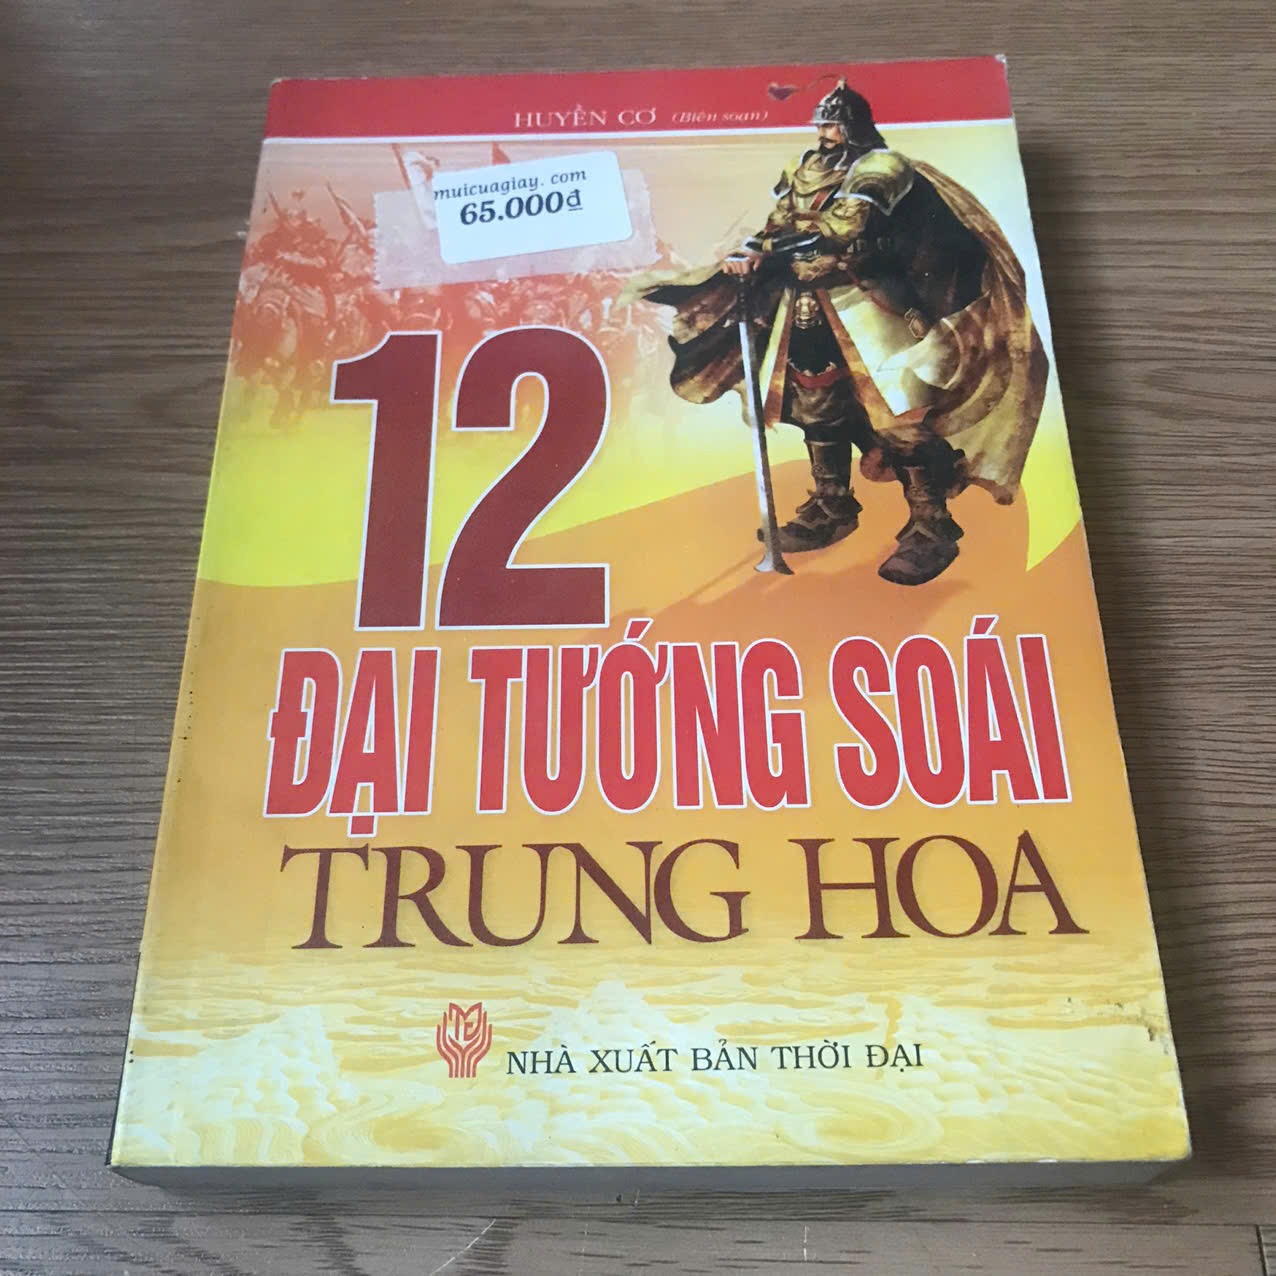 HUYỀN CƠ (Biên soạn)
muicuagiay. com
65.000đ
12
ĐẠI TƯỚNG SOÁI
TRUNG HOA
NHÀ XUẤT BẢN THỜI ĐẠI